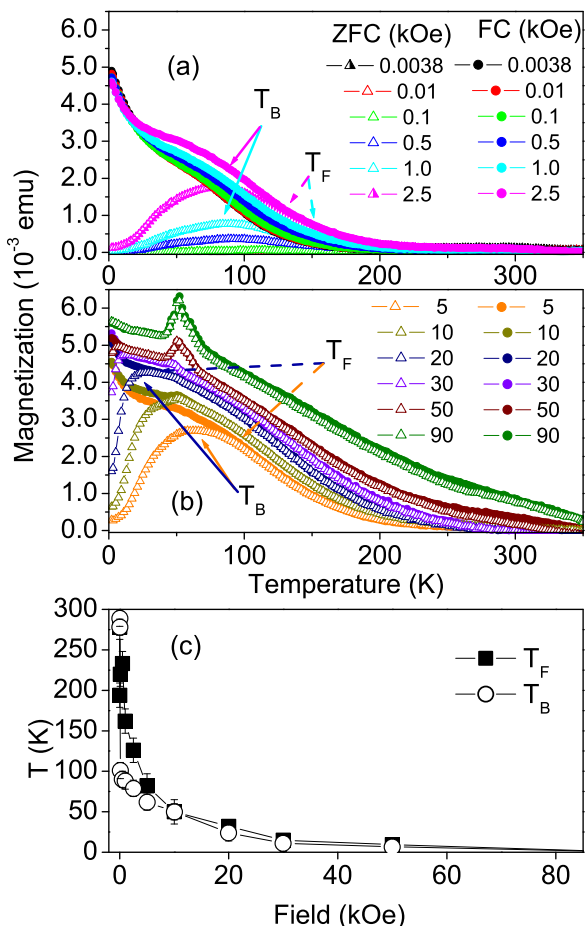 (a)
ZFC (kOe) FC (kOe)
0.0038 0.0038
0.01 0.01
0.1 0.1
0.5 0.5
1.0 1.0
2.5 2.5
T_B
T_F
5.0
4.0
3.0
2.0
1.0
0.0
0 100 200 300
Magnetization (10⁻³ emu)
6.0
5.0
4.0
3.0
2.0
1.0
0.0
5 5
10 10
20 20
30 30
50 50
90 90
T_F
T_B
(b)
0 100 200 300
Temperature (K)
(c)
T_F
T_B
300
250
200
150
100
50
0
T (K)
0 20 40 60 80
Field (kOe)